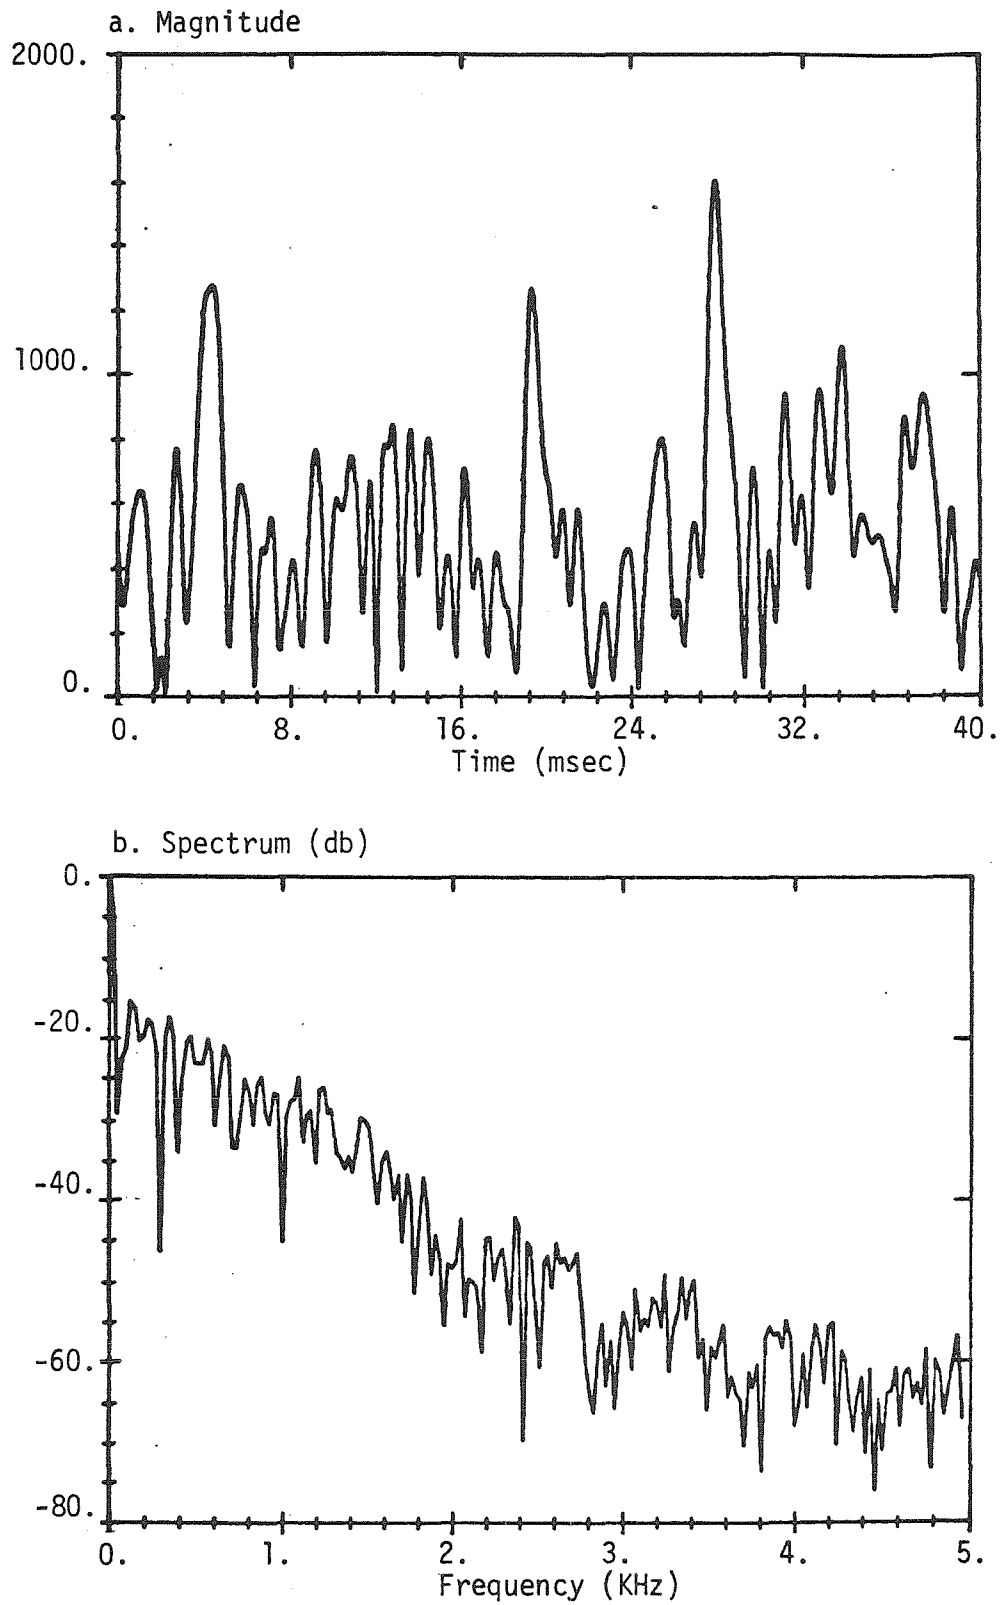 a. Magnitude
2000.
1000.
0.
0. 8. 16. 24. 32. 40.
Time (msec)
b. Spectrum (db)
0.
-20.
-40.
-60.
-80.
0. 1. 2. 3. 4. 5.
Frequency (KHz)